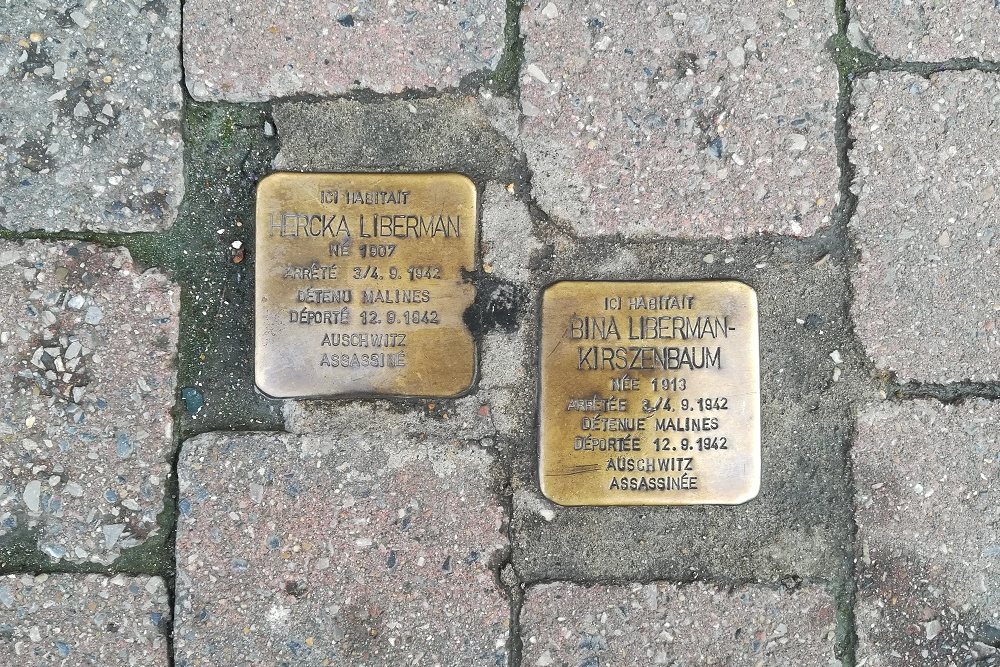 ICI HABITAIT
HERCKA LIBERMAN
NÉ 1907
ARRÊTÉ 3/4.9.1942
DÉTENU MALINES
DÉPORTÉ 12.9.1942
AUSCHWITZ
ASSASSINÉ
ICI HABITAIT
BINA LIBERMAN-
KIRSZENBAUM
NÉE 1913
ARRÊTÉE 3/4.9.1942
DÉTENUE MALINES
DÉPORTÉE 12.9.1942
AUSCHWITZ
ASSASSINÉE